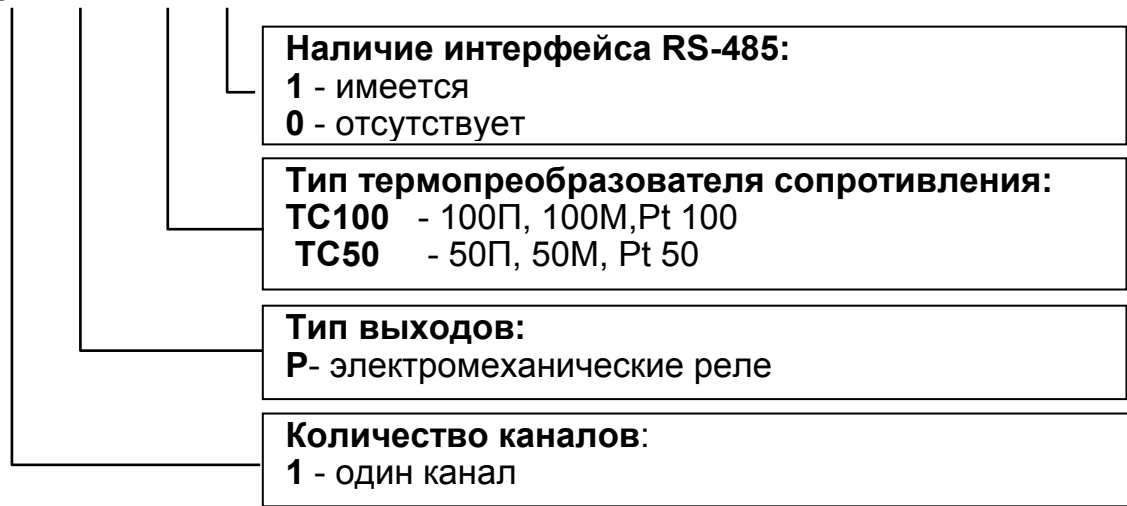 Наличие интерфейса RS-485:
1 - имеется
0 - отсутствует
Тип термопреобразователя сопротивления:
ТС100 - 100П, 100М,Pt 100
ТС50 - 50П, 50М, Pt 50
Тип выходов:
Р- электромеханические реле
Количество каналов:
1 - один канал